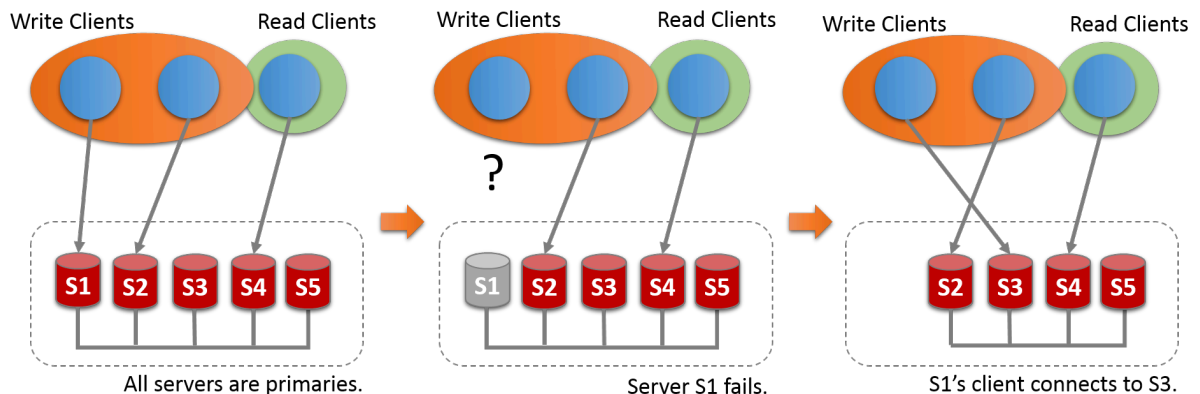 Write Clients
Read Clients
S1 S2 S3 S4 S5
All servers are primaries.
Write Clients
Read Clients
?
S1 S2 S3 S4 S5
Server S1 fails.
Write Clients
Read Clients
S2 S3 S4 S5
S1's client connects to S3.